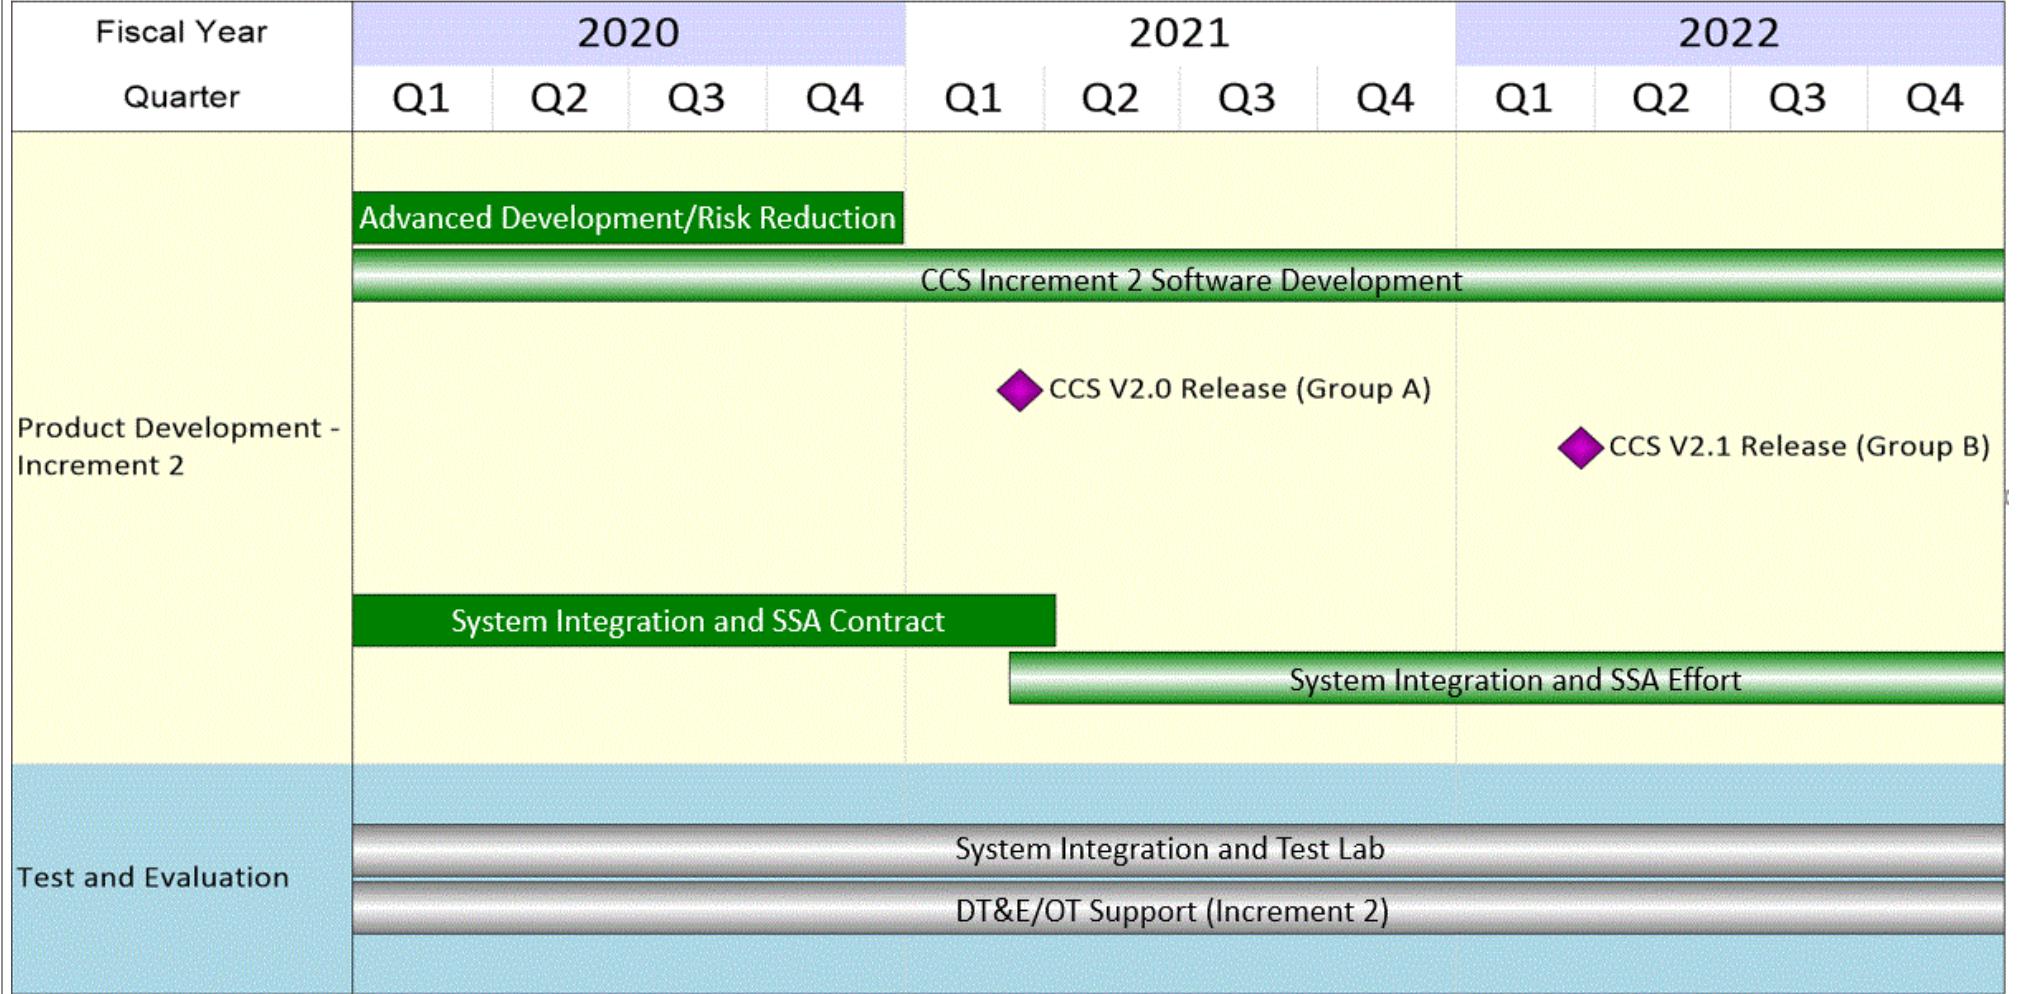 Fiscal Year 2020 2021 2022
Quarter Q1 Q2 Q3 Q4 Q1 Q2 Q3 Q4 Q1 Q2 Q3 Q4
Advanced Development/Risk Reduction
CCS Increment 2 Software Development
CCS V2.0 Release (Group A)
Product Development -
Increment 2
CCS V2.1 Release (Group B)
System Integration and SSA Contract
System Integration and SSA Effort
Test and Evaluation
System Integration and Test Lab
DT&E/OT Support (Increment 2)